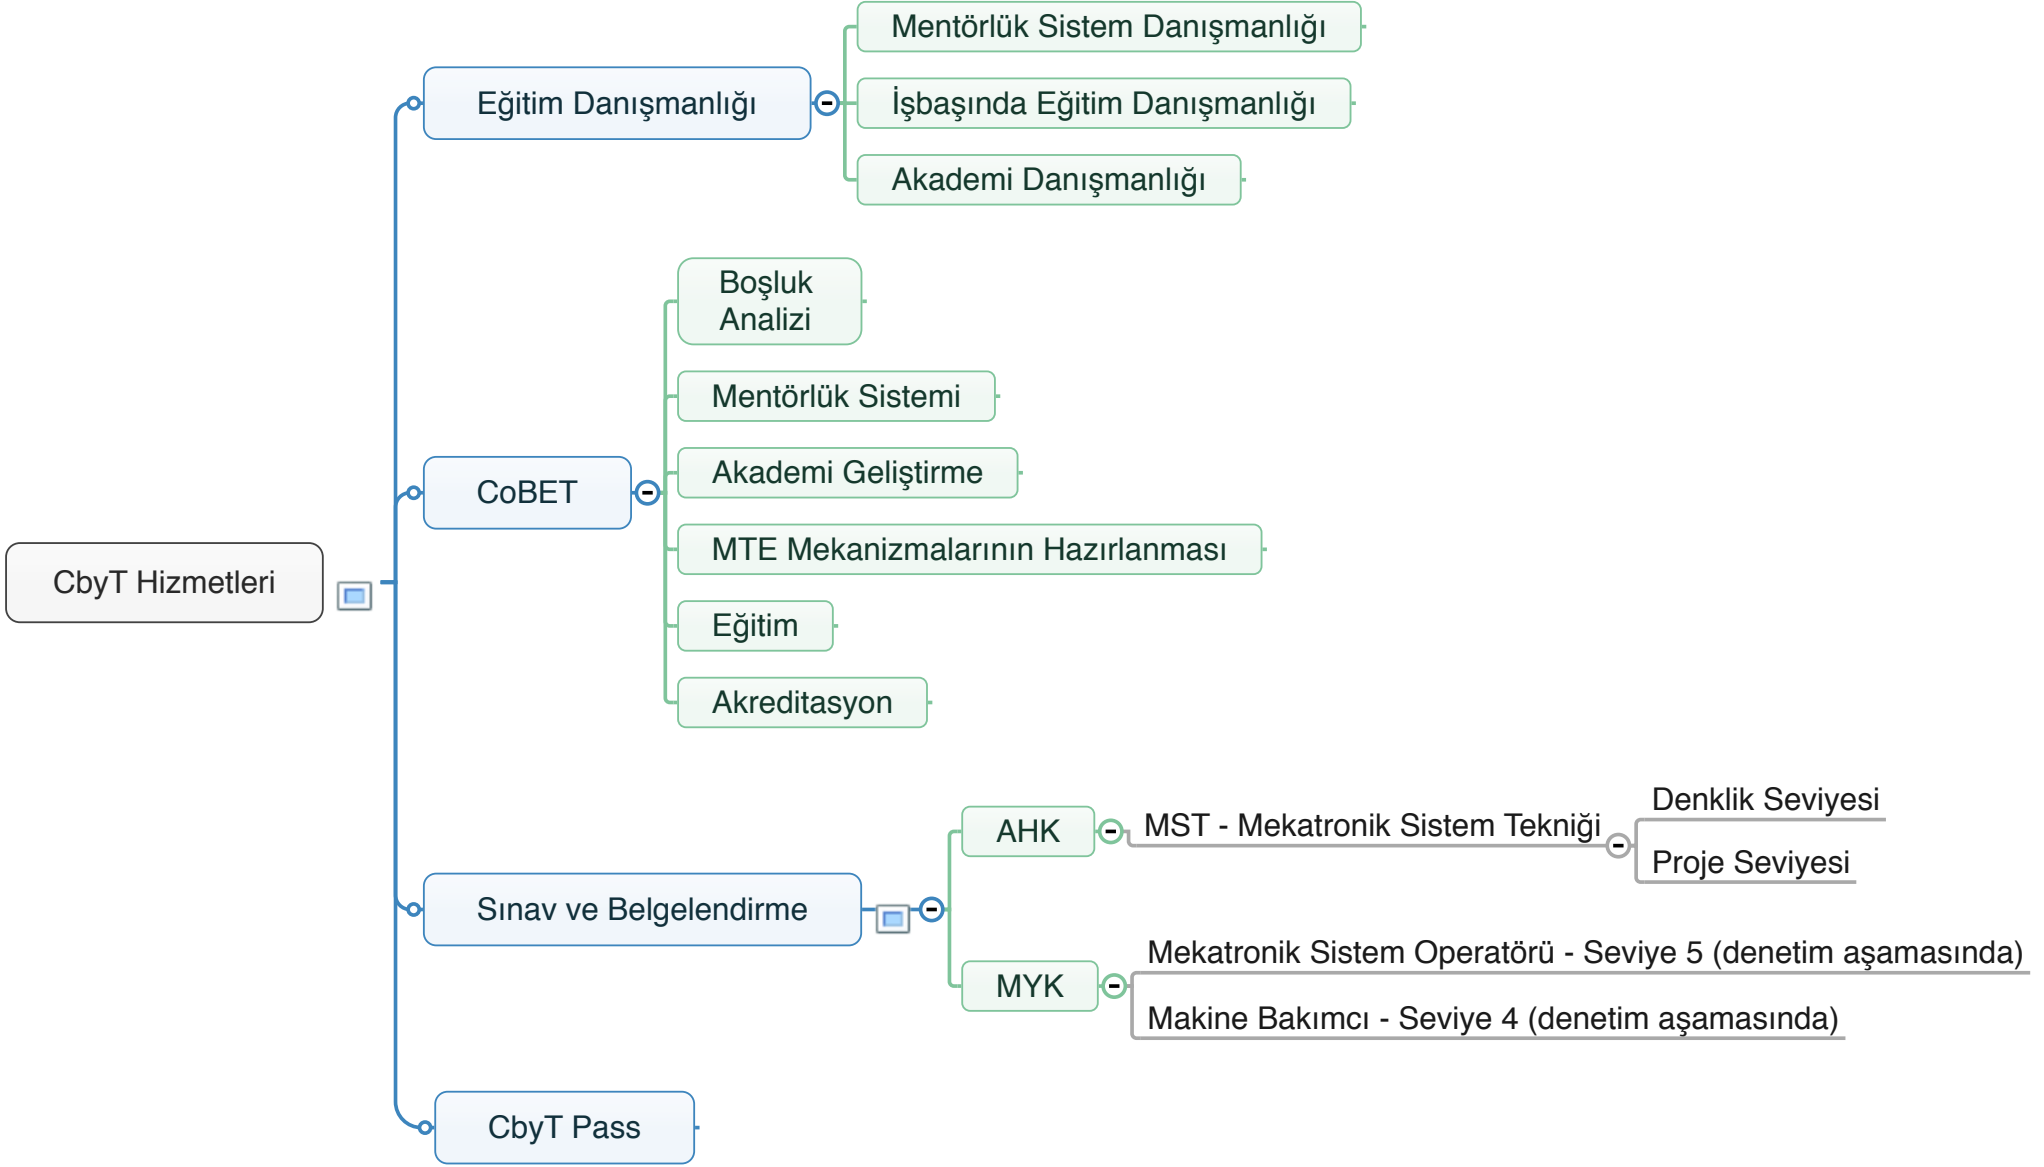 Mentörlük Sistem Danışmanlığı
Eğitim Danışmanlığı
İşbaşında Eğitim Danışmanlığı
Akademi Danışmanlığı
Boşluk
Analizi
Mentörlük Sistemi
Akademi Geliştirme
CoBET
MTE Mekanizmalarının Hazırlanması
CbyT Hizmetleri
Eğitim
Akreditasyon
Denklik Seviyesi
AHK
MST - Mekatronik Sistem Tekniği
Proje Seviyesi
Sınav ve Belgelendirme
Mekatronik Sistem Operatörü - Seviye 5 (denetim aşamasında)
MYK
Makine Bakımcı - Seviye 4 (denetim aşamasında)
CbyT Pass